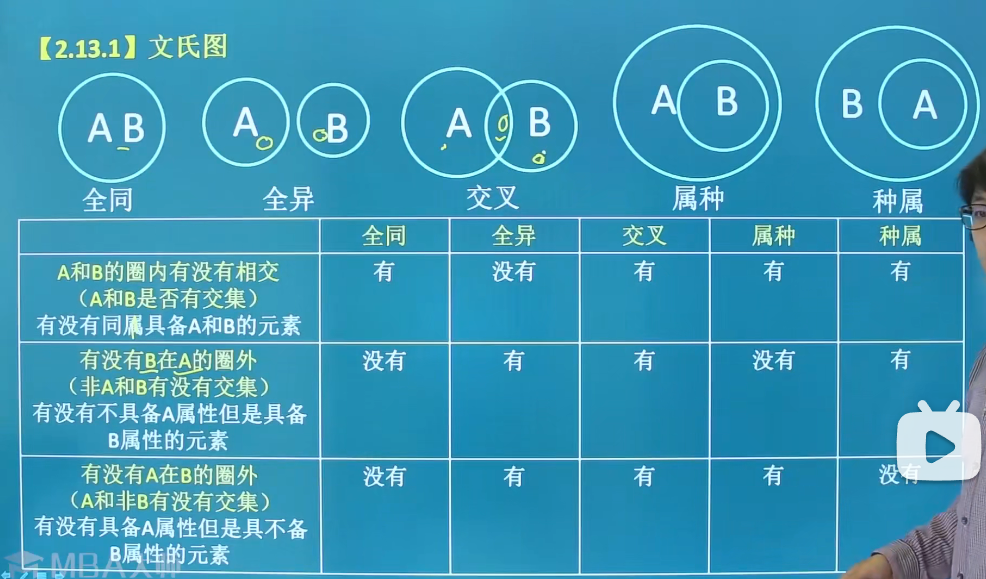 【2.13.1】文氏图
A B
A
B
A
B
A
B
B
A
全同
全异
交叉
属种
种属
全同 全异 交叉 属种 种属
A和B的圈内有没有相交
（A和B是否有交集）
有没有同属具备A和B的元素
有 没有 有 有 有
有没有B在A的圈外
（非A和B有没有交集）
有没有不具备A属性但是具备
B属性的元素
没有 有 有 没有 有
有没有A在B的圈外
（A和非B有没有交集）
有没有具备A属性但是具不备
B属性的元素
没有 有 有 有 没有
MBA大师